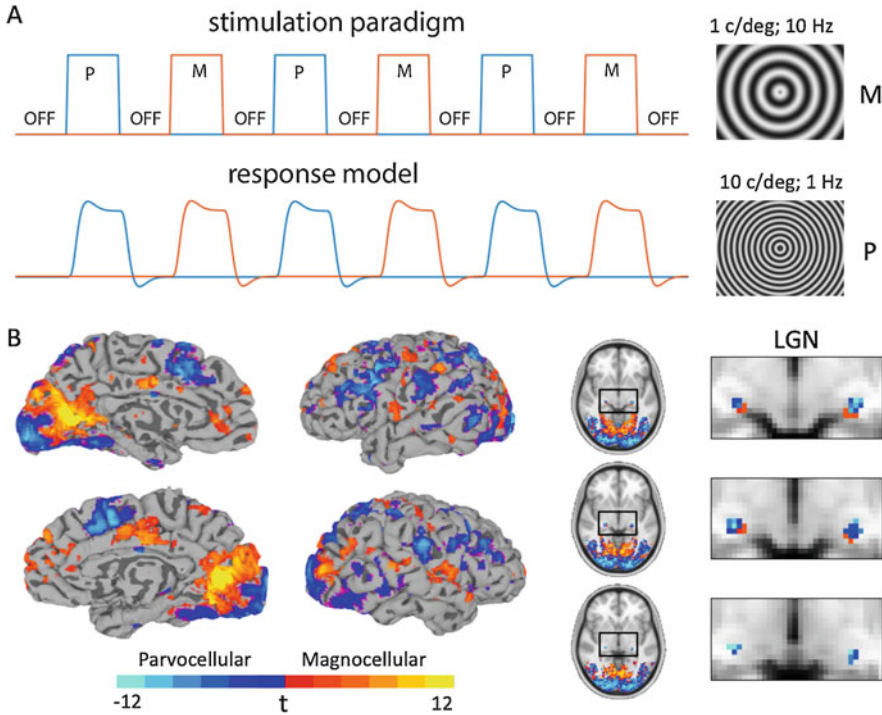 A
stimulation paradigm
1 c/deg; 10 Hz
P M P M P M
OFF OFF OFF OFF OFF OFF OFF
M
response model
10 c/deg; 1 Hz
P
B
LGN
Parvocellular Magnocellular
-12 t 12